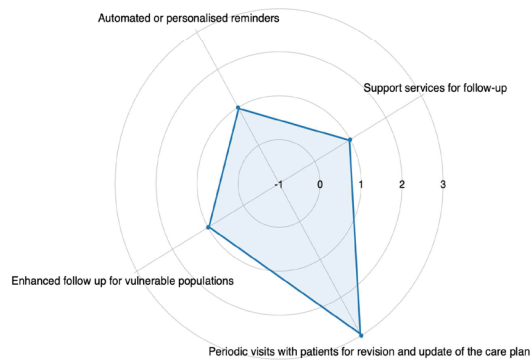 Automated or personalised reminders
Support services for follow-up
-1 0 1 2 3
Enhanced follow up for vulnerable populations
Periodic visits with patients for revision and update of the care plan